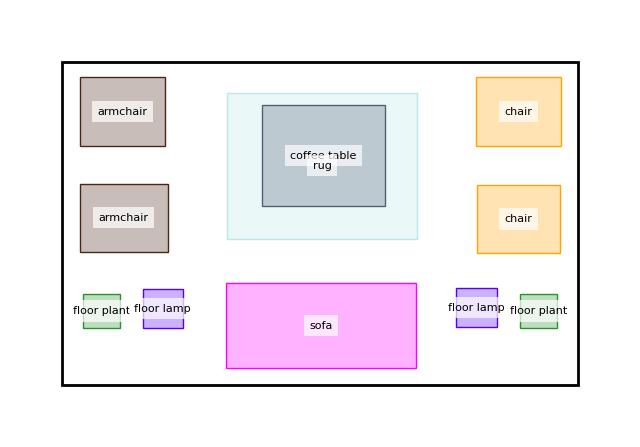 armchair
chair
coffee table
rug
armchair
chair
floor plant
floor lamp
floor lamp
floor plant
sofa